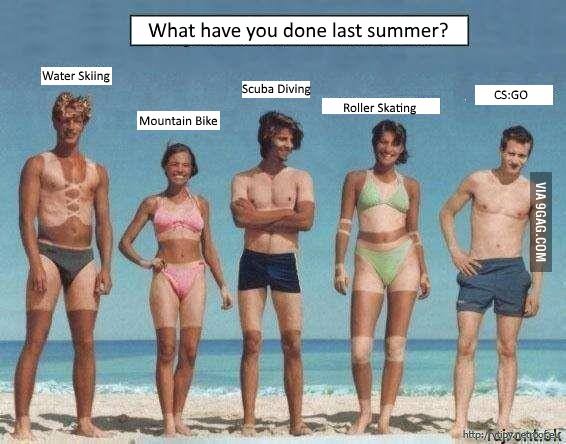 What have you done last summer?
Water Skiing
Mountain Bike
Scuba Diving
Roller Skating
CS:GO
VIA 9GAG.COM